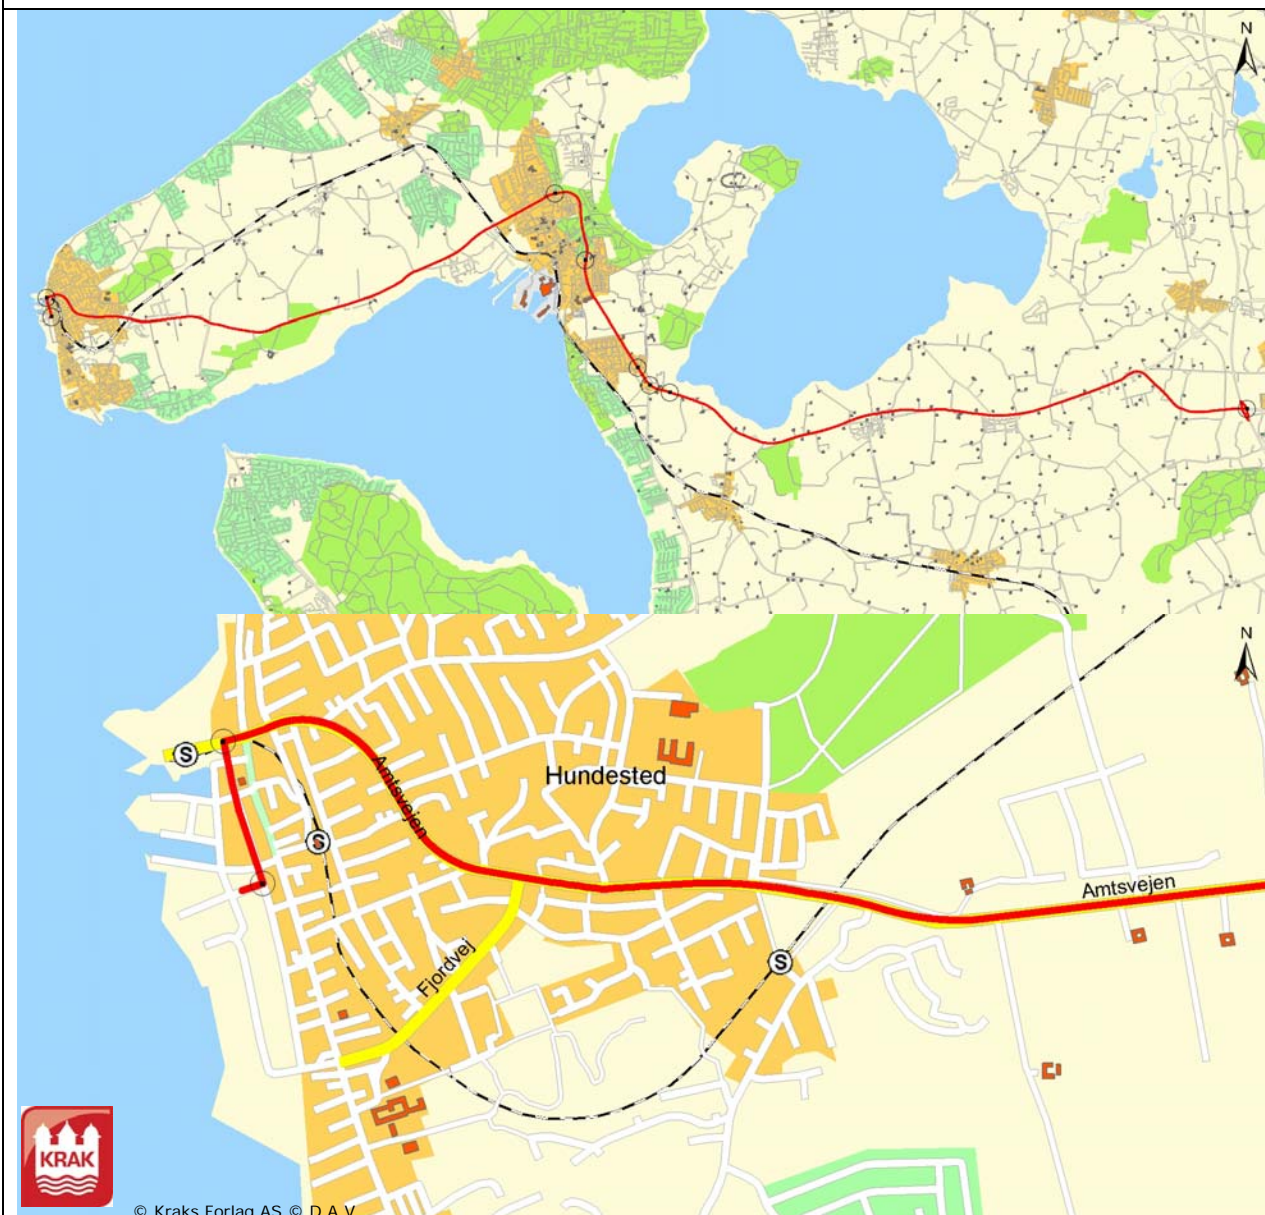 N
N
S
Amtsvejen
Hundested
S
Amtsvejen
Fjordvej
S
KRAK
© Kraks Forlag AS © D A V